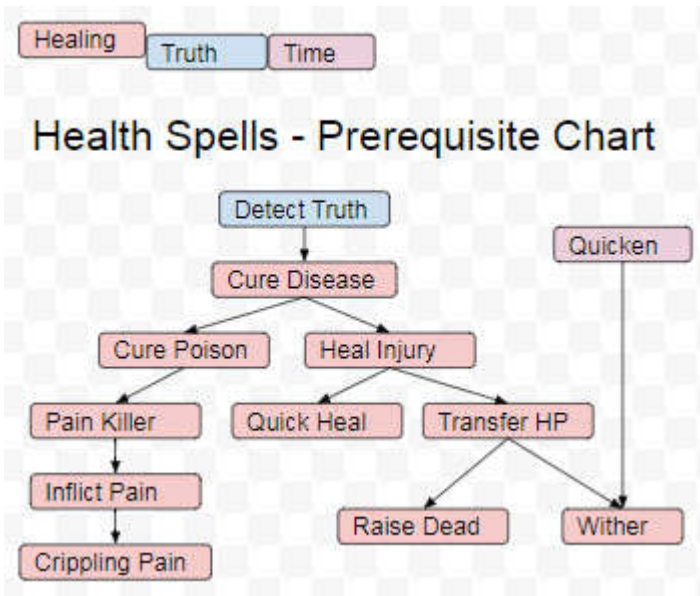 Healing
Truth
Time
Health Spells - Prerequisite Chart
Detect Truth
Quicken
Cure Disease
Cure Poison
Heal Injury
Pain Killer
Quick Heal
Transfer HP
Inflict Pain
Raise Dead
Wither
Crippling Pain